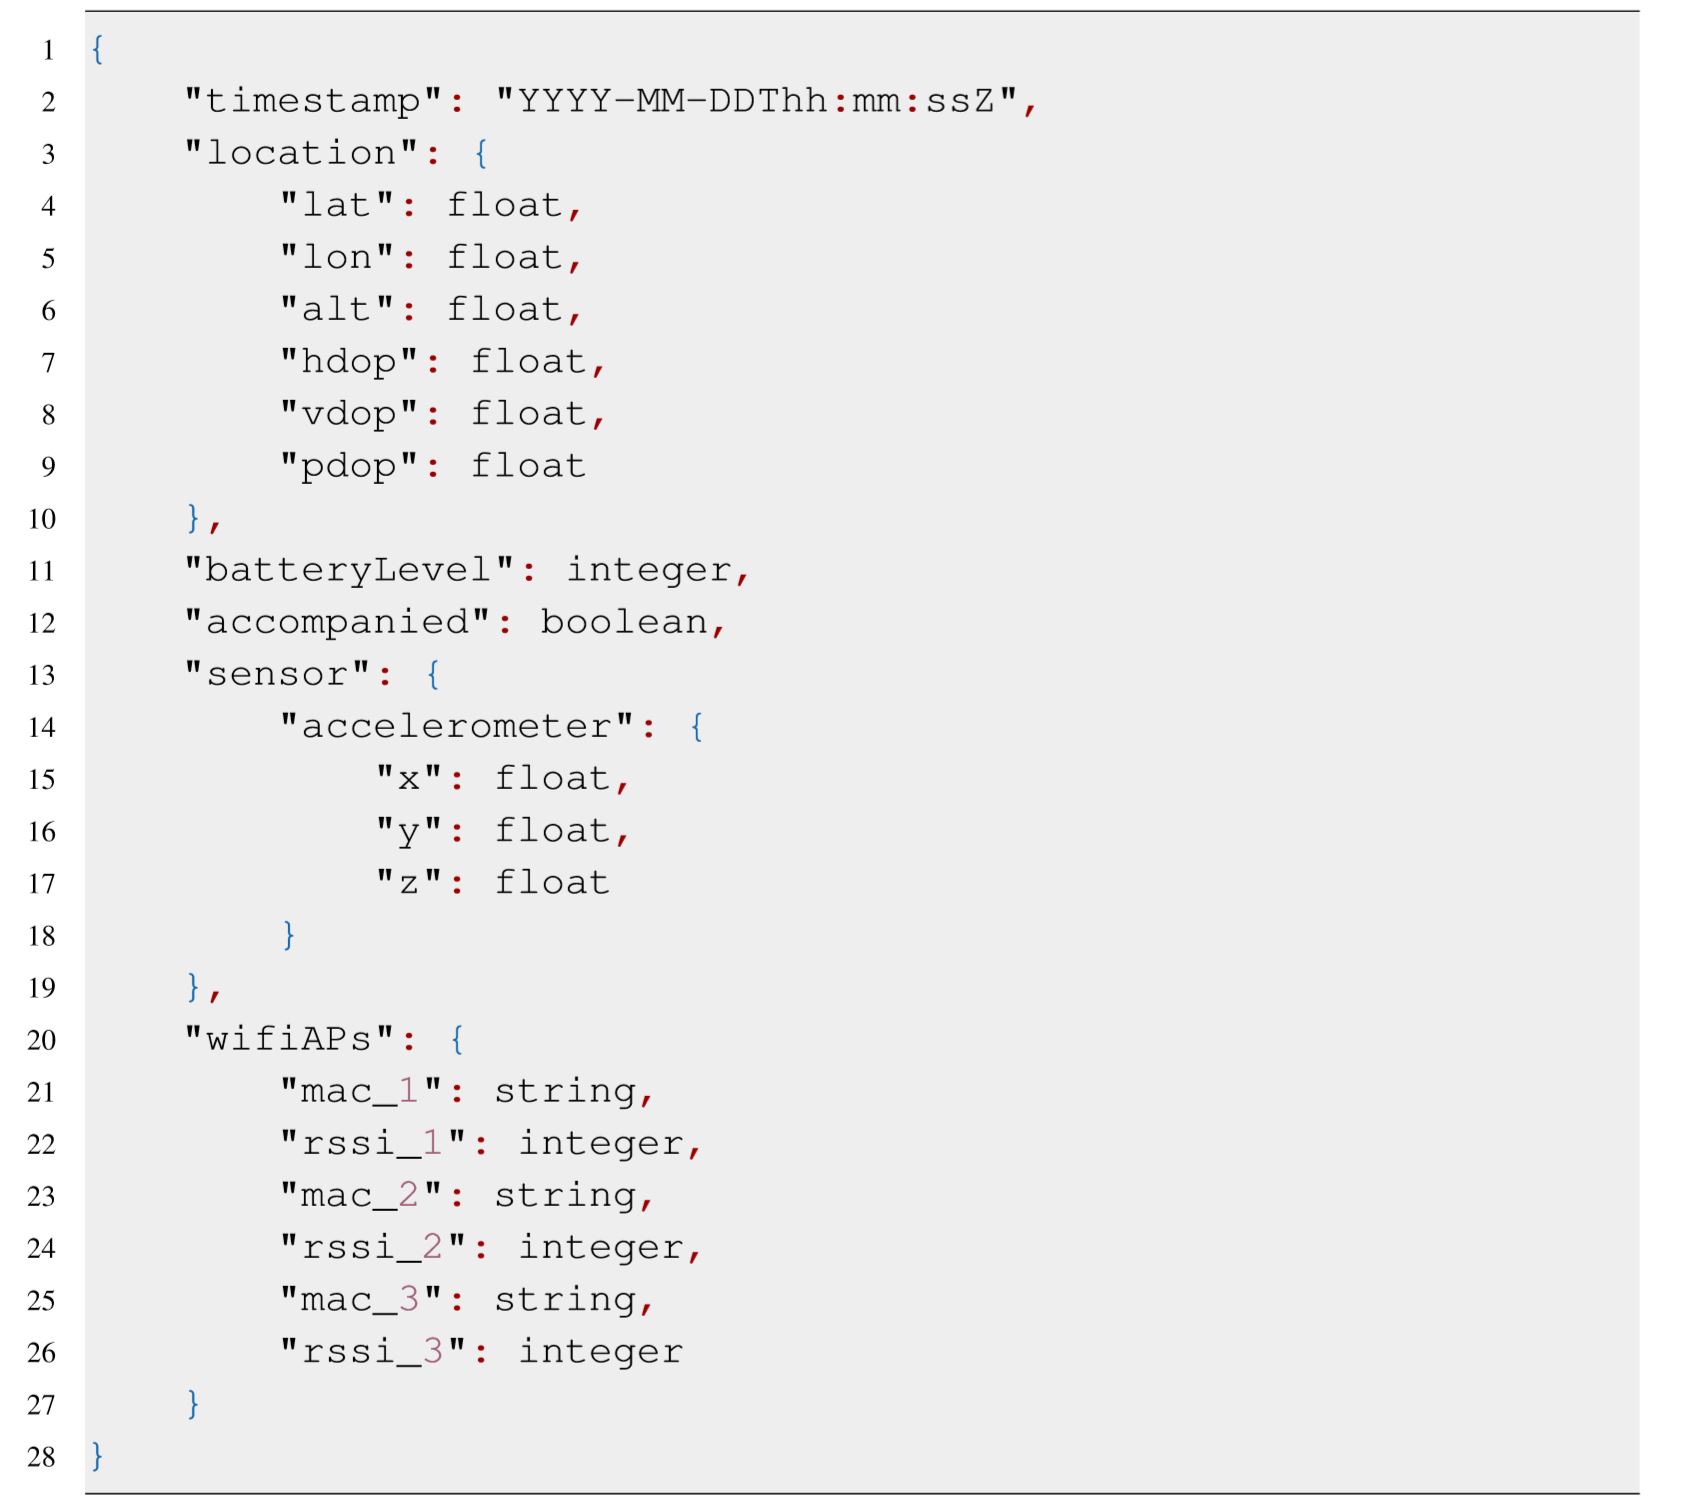 1 {
2 "timestamp": "YYYY-MM-DDThh:mm:ssZ",
3 "location": {
4 "lat": float,
5 "lon": float,
6 "alt": float,
7 "hdop": float,
8 "vdop": float,
9 "pdop": float
10 },
11 "batteryLevel": integer,
12 "accompanied": boolean,
13 "sensor": {
14 "accelerometer": {
15 "x": float,
16 "y": float,
17 "z": float
18 }
19 },
20 "wifiAPs": {
21 "mac_1": string,
22 "rssi_1": integer,
23 "mac_2": string,
24 "rssi_2": integer,
25 "mac_3": string,
26 "rssi_3": integer
27 }
28 }